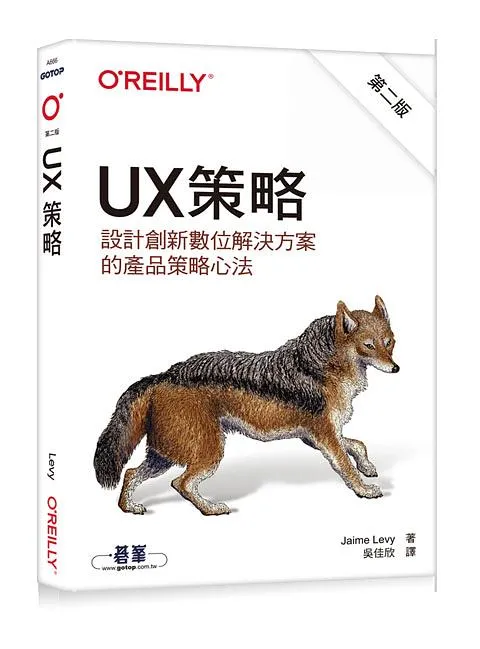 A666
GOTOP
第二版
UX 策略
Levy
O'REILLY
O'REILLY®
第二版
UX策略
設計創新數位解決方案
的產品策略心法
Jaime Levy 著
吳佳欣 譯
碁峯
www.gotop.com.tw